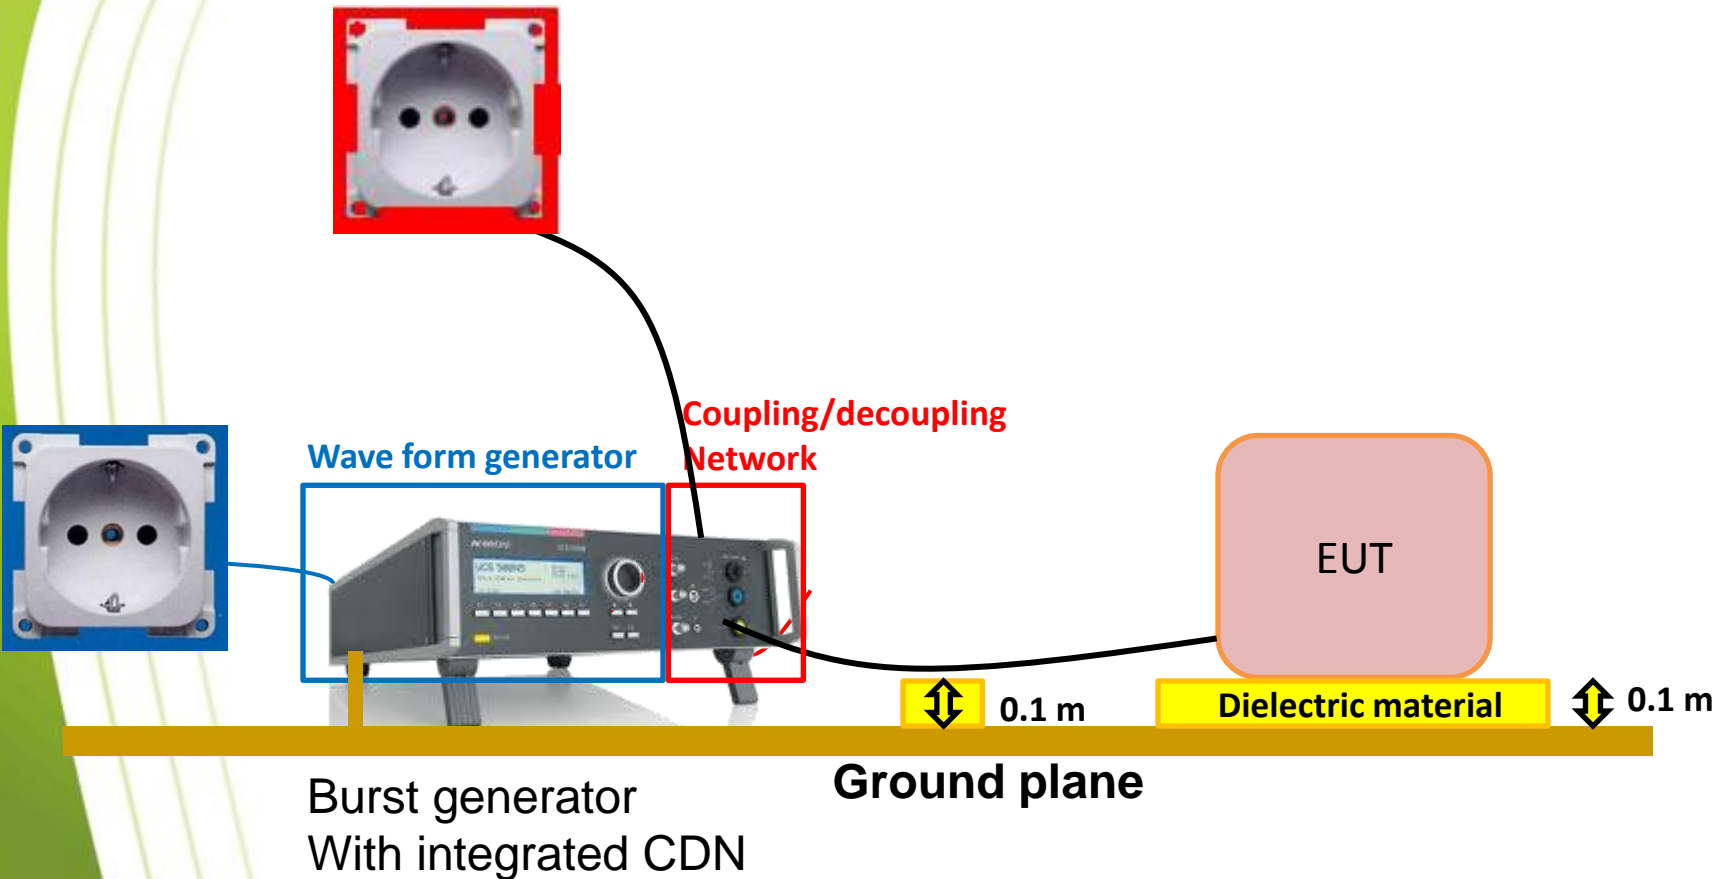 Coupling/decoupling
Network
Wave form generator
EUT
0.1 m
Dielectric material
0.1 m
Ground plane
Burst generator
With integrated CDN